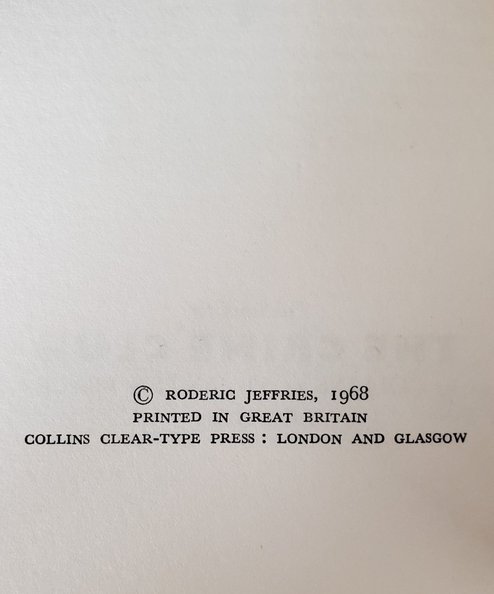 © RODERIC JEFFRIES, 1968
PRINTED IN GREAT BRITAIN
COLLINS CLEAR-TYPE PRESS : LONDON AND GLASGOW